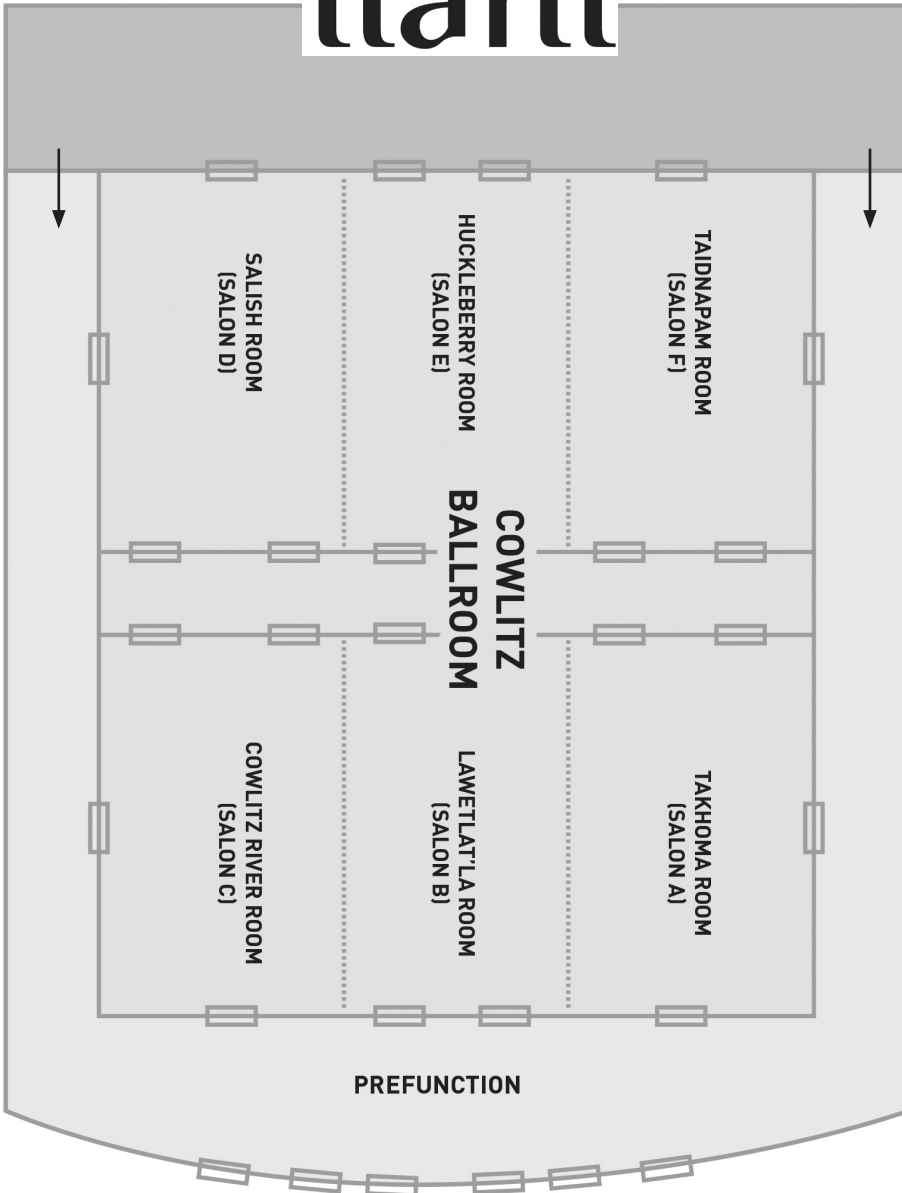 SALISH ROOM
(SALON D)
HUCKLEBERRY ROOM
(SALON E)
TAIDNAPAM ROOM
(SALON F)
COWLITZ
BALLROOM
COWLITZ RIVER ROOM
(SALON C)
LAWETLAT'LA ROOM
(SALON B)
TAKHOMA ROOM
(SALON A)
PREFUNCTION